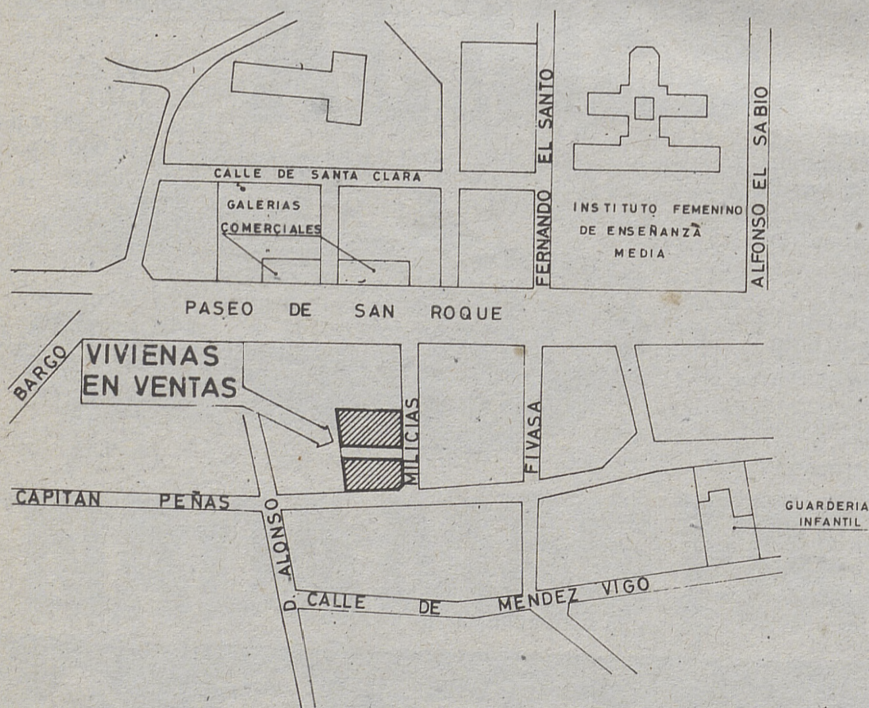 FERNANDO EL SANTO
ALFONSO EL SABIO
CALLE DE SANTA CLARA
GALERIAS
COMERCIALES
INSTITUTO FEMENINO
DE ENSEÑANZA
MEDIA
PASEO DE SAN ROQUE
BARCO
VIVIENAS
EN VENTAS
MILICIAS
FIVASA
CAPITAN PEÑAS
D. ALONSO
GUARDERIA
INFANTIL
CALLE DE MENDEZ VIGO